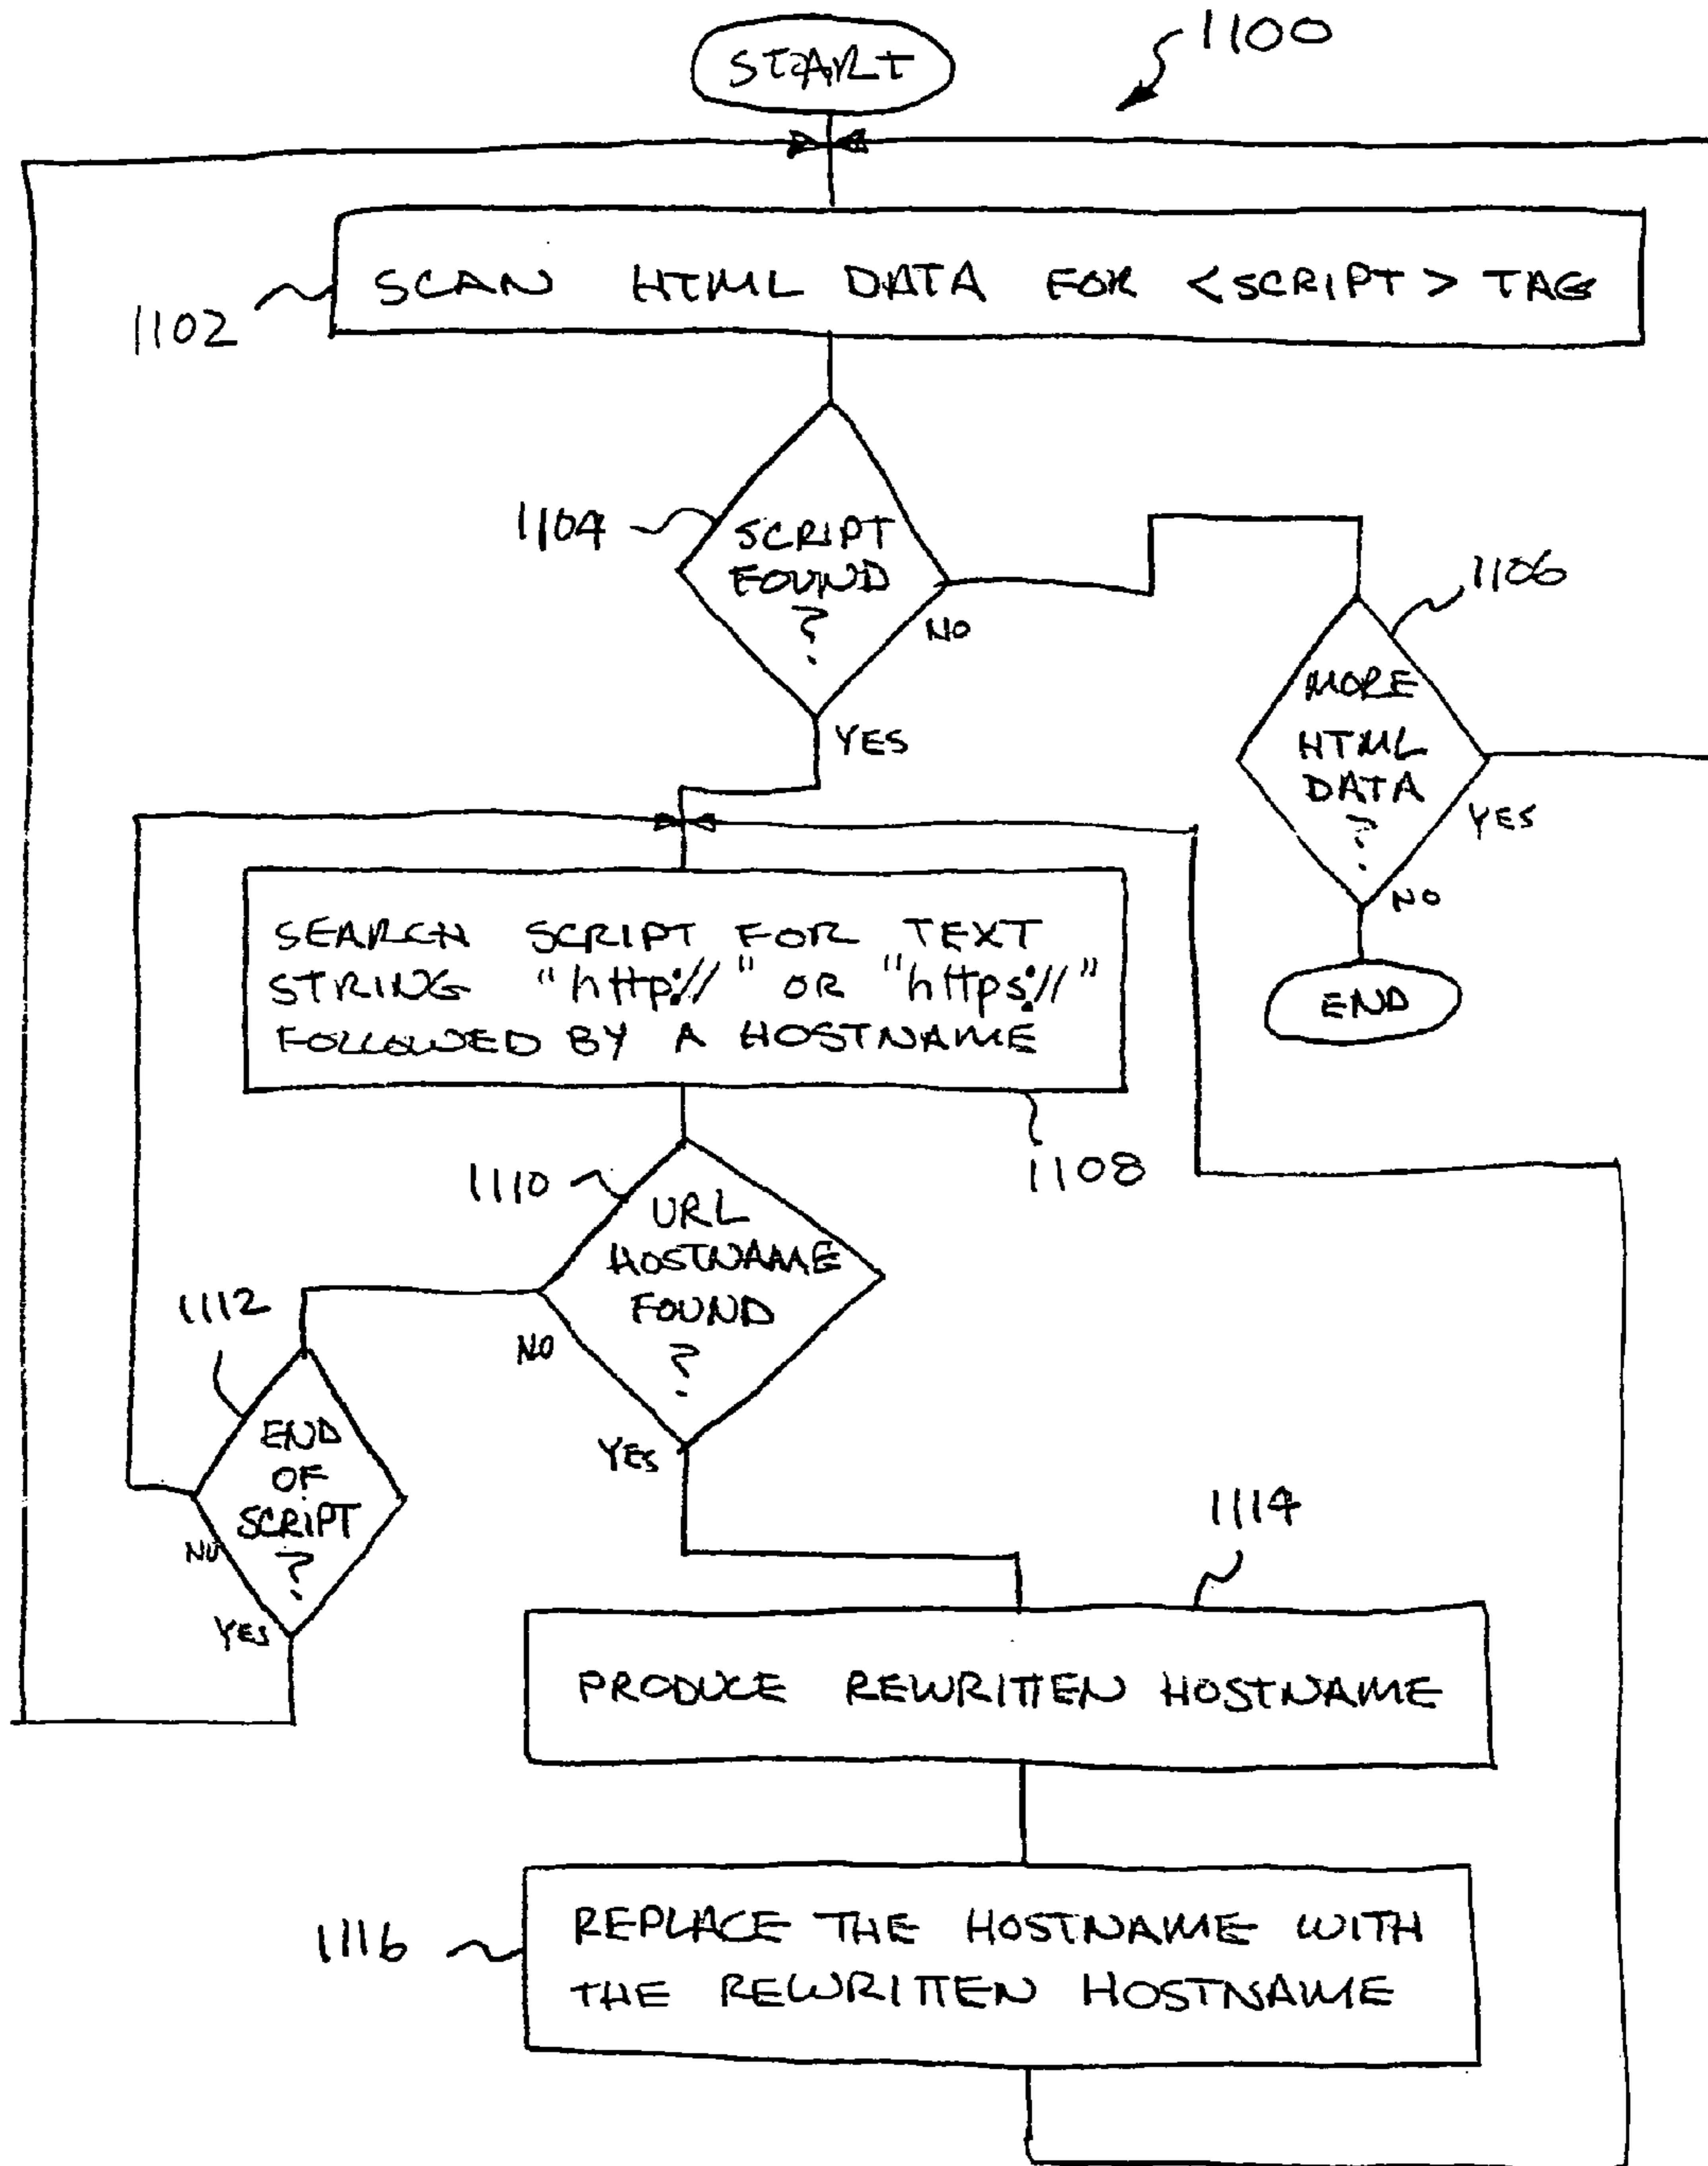 START
1100
SCAN HTML DATA FOR <SCRIPT> TAG
1102
1104
SCRIPT
FOUND
?
NO
YES
1106
MORE
HTML
DATA
?
YES
NO
END
SEARCH SCRIPT FOR TEXT
STRING "http://" OR "https://"
FOLLOWED BY A HOSTNAME
1108
1110
URL
HOSTNAME
FOUND
?
NO
YES
1112
END
OF
SCRIPT
?
NO
YES
1114
PRODUCE REWRITTEN HOSTNAME
1116
REPLACE THE HOSTNAME WITH
THE REWRITTEN HOSTNAME